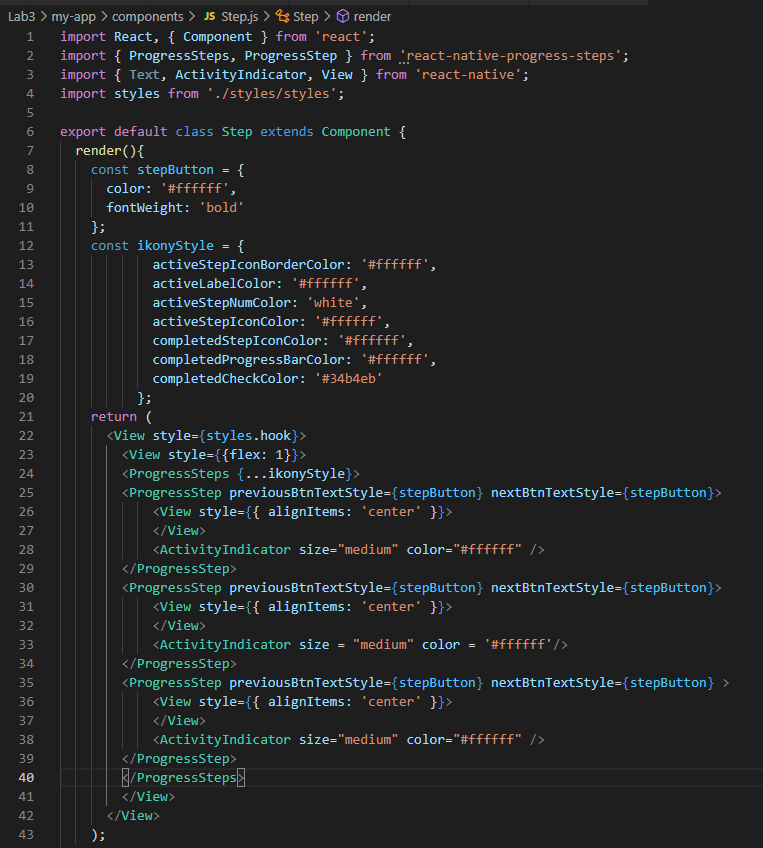 Lab3 > my-app > components > JS Step.js > Step > render
1 import React, { Component } from 'react';
2 import { ProgressSteps, ProgressStep } from 'react-native-progress-steps';
3 import { Text, ActivityIndicator, View } from 'react-native';
4 import styles from './styles/styles';
5
6 export default class Step extends Component {
7 render(){
8 const stepButton = {
9 color: '#ffffff',
10 fontWeight: 'bold'
11 };
12 const ikonyStyle = {
13 activeStepIconBorderColor: '#ffffff',
14 activeLabelColor: '#ffffff',
15 activeStepNumColor: 'white',
16 activeStepIconColor: '#ffffff',
17 completedStepIconColor: '#ffffff',
18 completedProgressBarColor: '#ffffff',
19 completedCheckColor: '#34b4eb'
20 };
21 return (
22 <View style={styles.hook}>
23 <View style={{flex: 1}}>
24 <ProgressSteps {...ikonyStyle}>
25 <ProgressStep previousBtnTextStyle={stepButton} nextBtnTextStyle={stepButton}>
26 <View style={{ alignItems: 'center' }}>
27 </View>
28 <ActivityIndicator size="medium" color="#ffffff" />
29 </ProgressStep>
30 <ProgressStep previousBtnTextStyle={stepButton} nextBtnTextStyle={stepButton}>
31 <View style={{ alignItems: 'center' }}>
32 </View>
33 <ActivityIndicator size = "medium" color = '#ffffff'/>
34 </ProgressStep>
35 <ProgressStep previousBtnTextStyle={stepButton} nextBtnTextStyle={stepButton} >
36 <View style={{ alignItems: 'center' }}>
37 </View>
38 <ActivityIndicator size="medium" color="#ffffff" />
39 </ProgressStep>
40 </ProgressSteps>
41 </View>
42 </View>
43 );